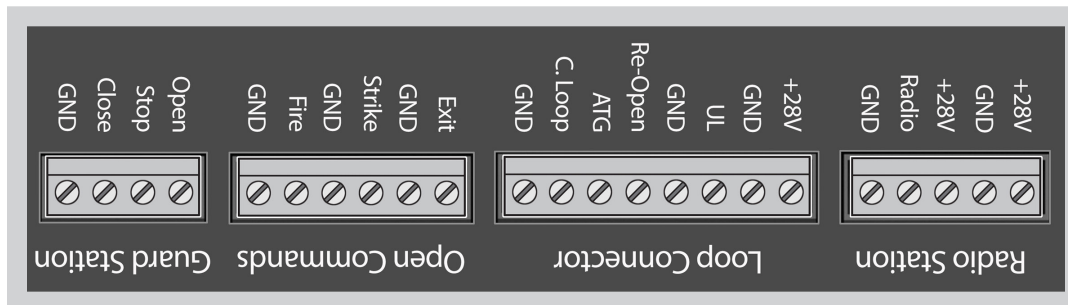 GND
Close
Stop
Open
GND
Fire
GND
Strike
GND
Exit
GND
C. Loop
ATG
Re-Open
GND
UL
GND
+28V
GND
Radio
+28V
GND
+28V
Guard Station
Open Commands
Loop Connector
Radio Station